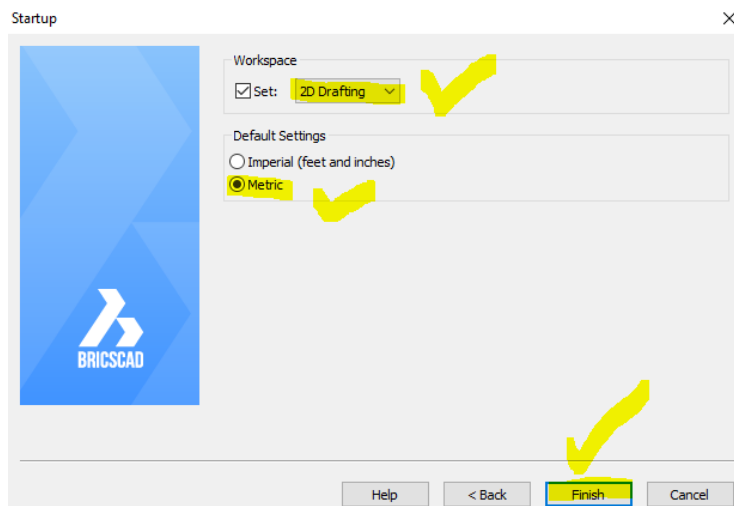 Startup
Workspace
Set: 2D Drafting
Default Settings
Imperial (feet and inches)
Metric
BRICSCAD
Help < Back Finish Cancel